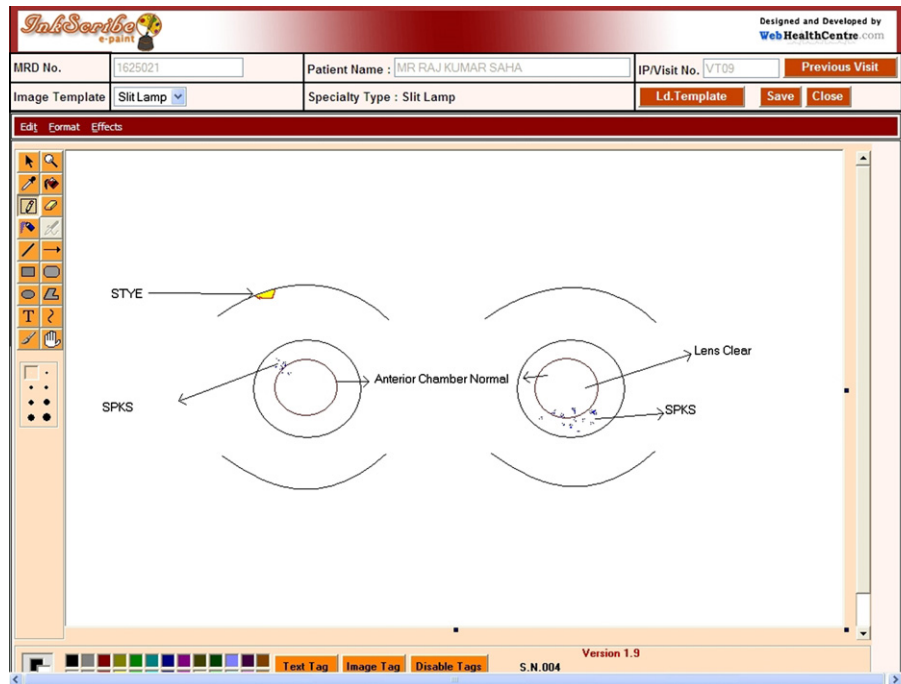 InkScribe
e-paint
Designed and Developed by
WebHealthCentre.com
MRD No. 1625021 Patient Name : MR RAJ KUMAR SAHA IP/Visit No. VT09 Previous Visit
Image Template Slit Lamp Specialty Type : Slit Lamp Ld.Template Save Close
Edit Format Effects
T
STYE
Lens Clear
Anterior Chamber Normal
SPKS
SPKS
Version 1.9
Text Tag Image Tag Disable Tags S.N.004